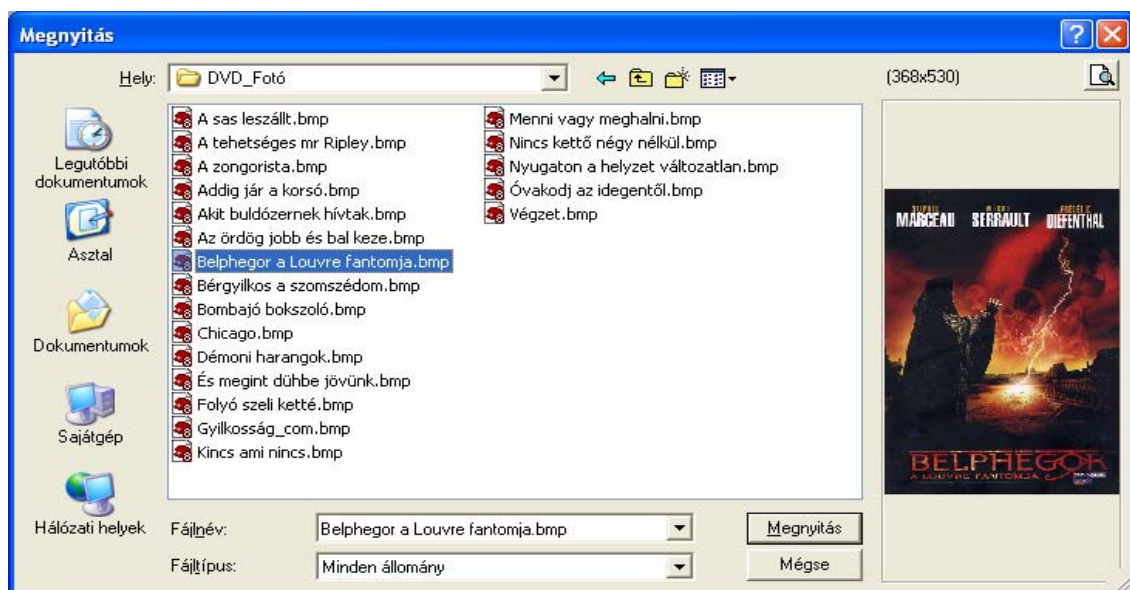 Megnyitás
Hely:
DVD_Fotó
(368x530)
Legutóbbi
dokumentumok
Asztal
Dokumentumok
Sajátgép
Hálózati helyek
A sas leszállt.bmp
A tehetséges mr Ripley.bmp
A zongorista.bmp
Addig jár a korsó.bmp
Akit buldózernek hívtak.bmp
Az ördög jobb és bal keze.bmp
Belphegor a Louvre fantomja.bmp
Bérgyilkos a szomszédom.bmp
Bombajó bokszoló.bmp
Chicago.bmp
Démoni harangok.bmp
És megint dühbe jövünk.bmp
Folyó szeli ketté.bmp
Gyilkosság_com.bmp
Kincs ami nincs.bmp
Menni vagy meghalni.bmp
Nincs kettő négy nélkül.bmp
Nyugaton a helyzet változatlan.bmp
Óvakodj az idegentől.bmp
Végzet.bmp
MARCEAU SERRAULT DIEFENTHAL
BELPHEGOR
A LOUVRE FANTOMJA
Fájlnév:
Belphegor a Louvre fantomja.bmp
Megnyitás
Fájltípus:
Minden állomány
Mégse